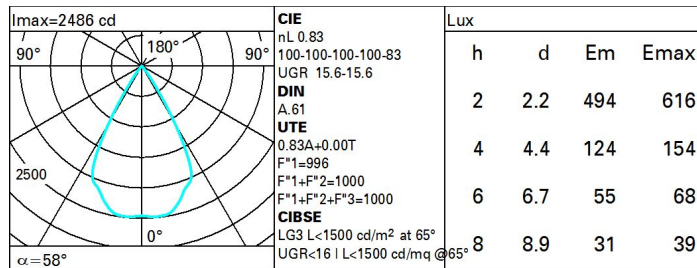 Imax=2486 cd
90° 180° 90°
2500
0°
α=58°
CIE
nL 0.83
100-100-100-100-83
UGR 15.6-15.6
DIN
A.61
UTE
0.83A+0.00T
F"1=996
F"1+F"2=1000
F"1+F"2+F"3=1000
CIBSE
LG3 L<1500 cd/m² at 65°
UGR<16 | L<1500 cd/mq @65°
Lux
h d Em Emax
2 2.2 494 616
4 4.4 124 154
6 6.7 55 68
8 8.9 31 39